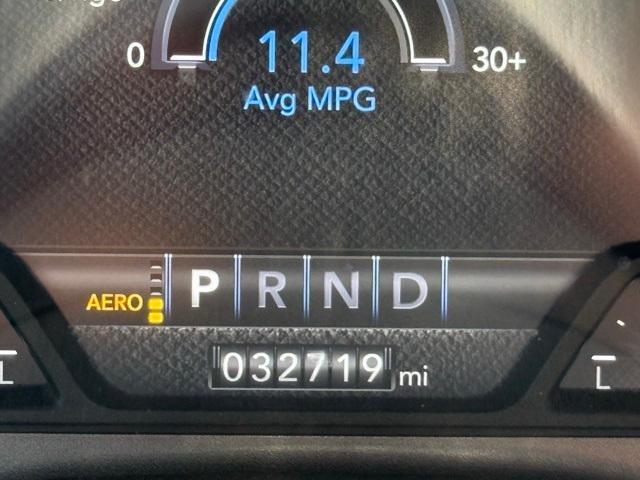 0 11.4 30+
Avg MPG
AERO P R N D
032719 mi
L L